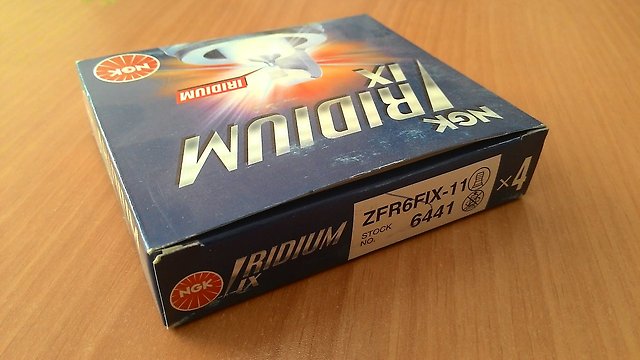 NGK
IRIDIUM
IX
IRIDIUM
NGK
NGK
IRIDIUM
IX
ZFR6FIX-11
STOCK
NO.
6441
×4